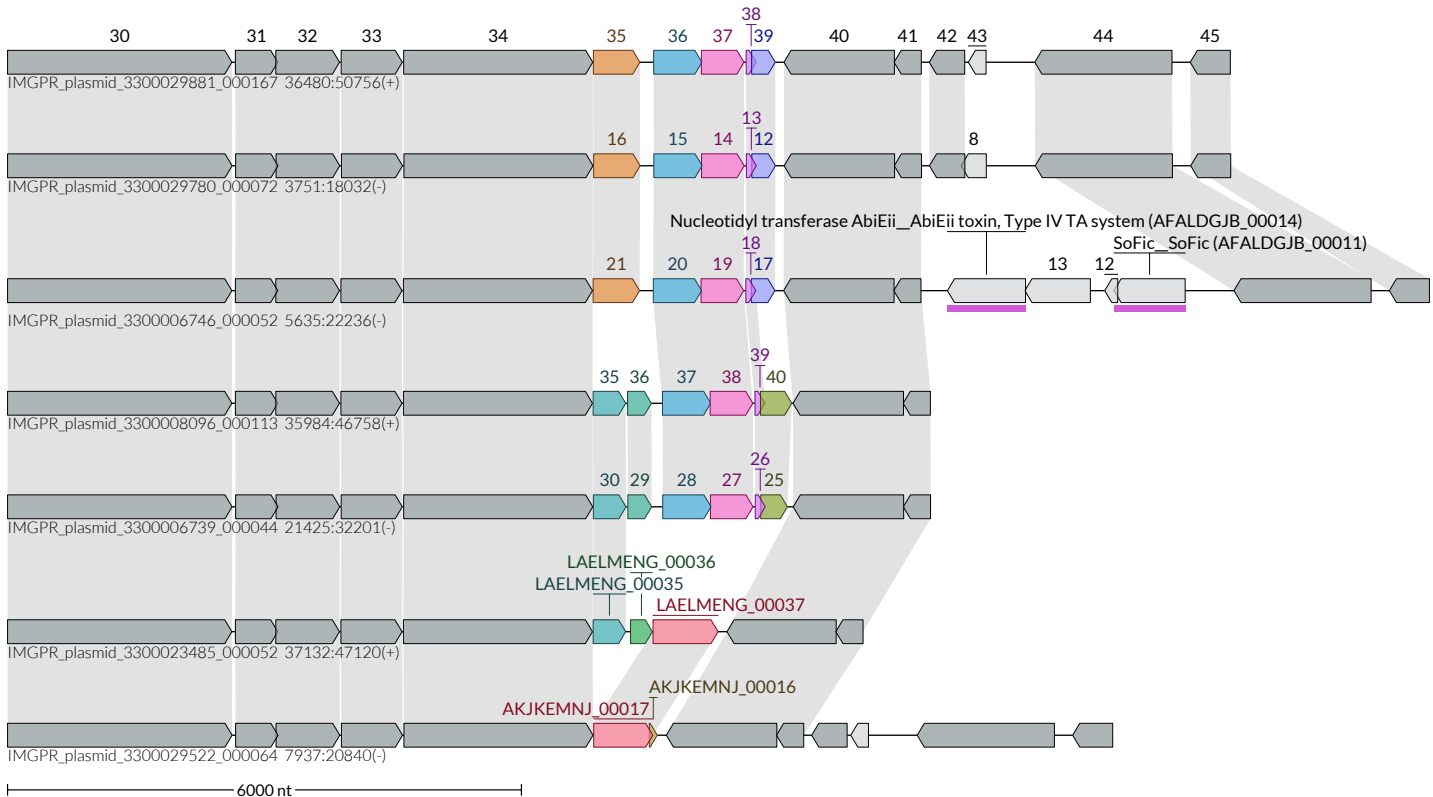 38
30 31 32 33 34 35 36 37 39 40 41 42 43 44 45
IMGPR_plasmid_3300029881_000167 36480:50756(+)
13
16 15 14 12 8
IMGPR_plasmid_3300029780_000072 3751:18032(-)
Nucleotidyl transferase AbiEii__AbiEii toxin, Type IV TA system (AFALDGJB_00014)
18 SoFic__SoFic (AFALDGJB_00011)
21 20 19 17 13 12
IMGPR_plasmid_3300006746_000052 5635:22236(-)
39
35 36 37 38 40
IMGPR_plasmid_3300008096_000113 35984:46758(+)
26
30 29 28 27 25
IMGPR_plasmid_3300006739_000044 21425:32201(-)
LAELMENG_00036
LAELMENG_00035
LAELMENG_00037
IMGPR_plasmid_3300023485_000052 37132:47120(+)
AKJKEMNJ_00016
AKJKEMNJ_00017
IMGPR_plasmid_3300029522_000064 7937:20840(-)
6000 nt